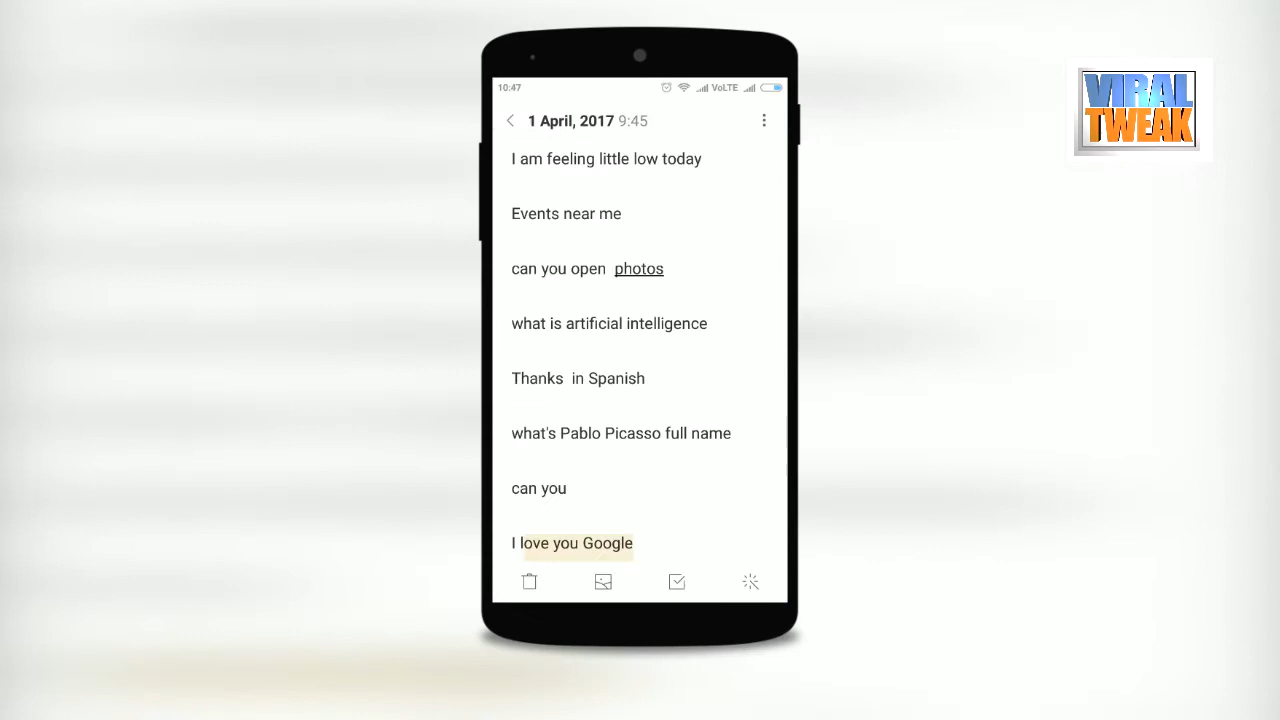 10:47 VoLTE
1 April, 2017 9:45
I am feeling little low today
Events near me
can you open photos
what is artificial intelligence
Thanks in Spanish
what's Pablo Picasso full name
can you
I love you Google
VIRAL
TWEAK